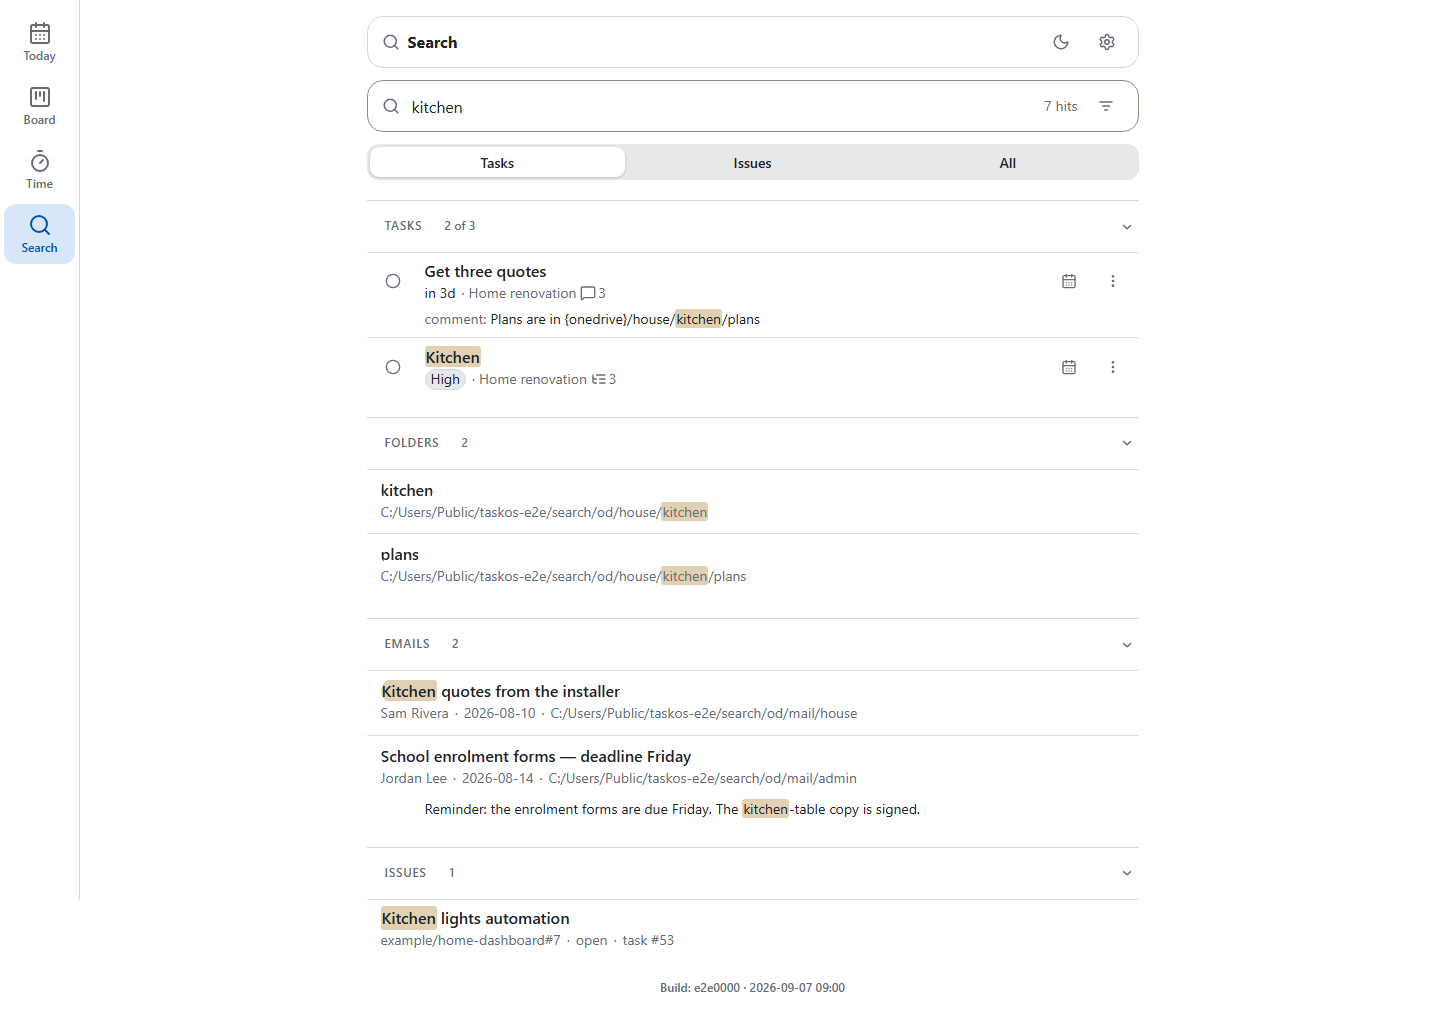 Today
Board
Time
Search
Search
kitchen
7 hits
Tasks
Issues
All
TASKS 2 of 3
Get three quotes
in 3d · Home renovation 3
comment: Plans are in {onedrive}/house/kitchen/plans
Kitchen
High · Home renovation 3
FOLDERS 2
kitchen
C:/Users/Public/taskos-e2e/search/od/house/kitchen
plans
C:/Users/Public/taskos-e2e/search/od/house/kitchen/plans
EMAILS 2
Kitchen quotes from the installer
Sam Rivera · 2026-08-10 · C:/Users/Public/taskos-e2e/search/od/mail/house
School enrolment forms — deadline Friday
Jordan Lee · 2026-08-14 · C:/Users/Public/taskos-e2e/search/od/mail/admin
Reminder: the enrolment forms are due Friday. The kitchen-table copy is signed.
ISSUES 1
Kitchen lights automation
example/home-dashboard#7 · open · task #53
Build: e2e0000 · 2026-09-07 09:00